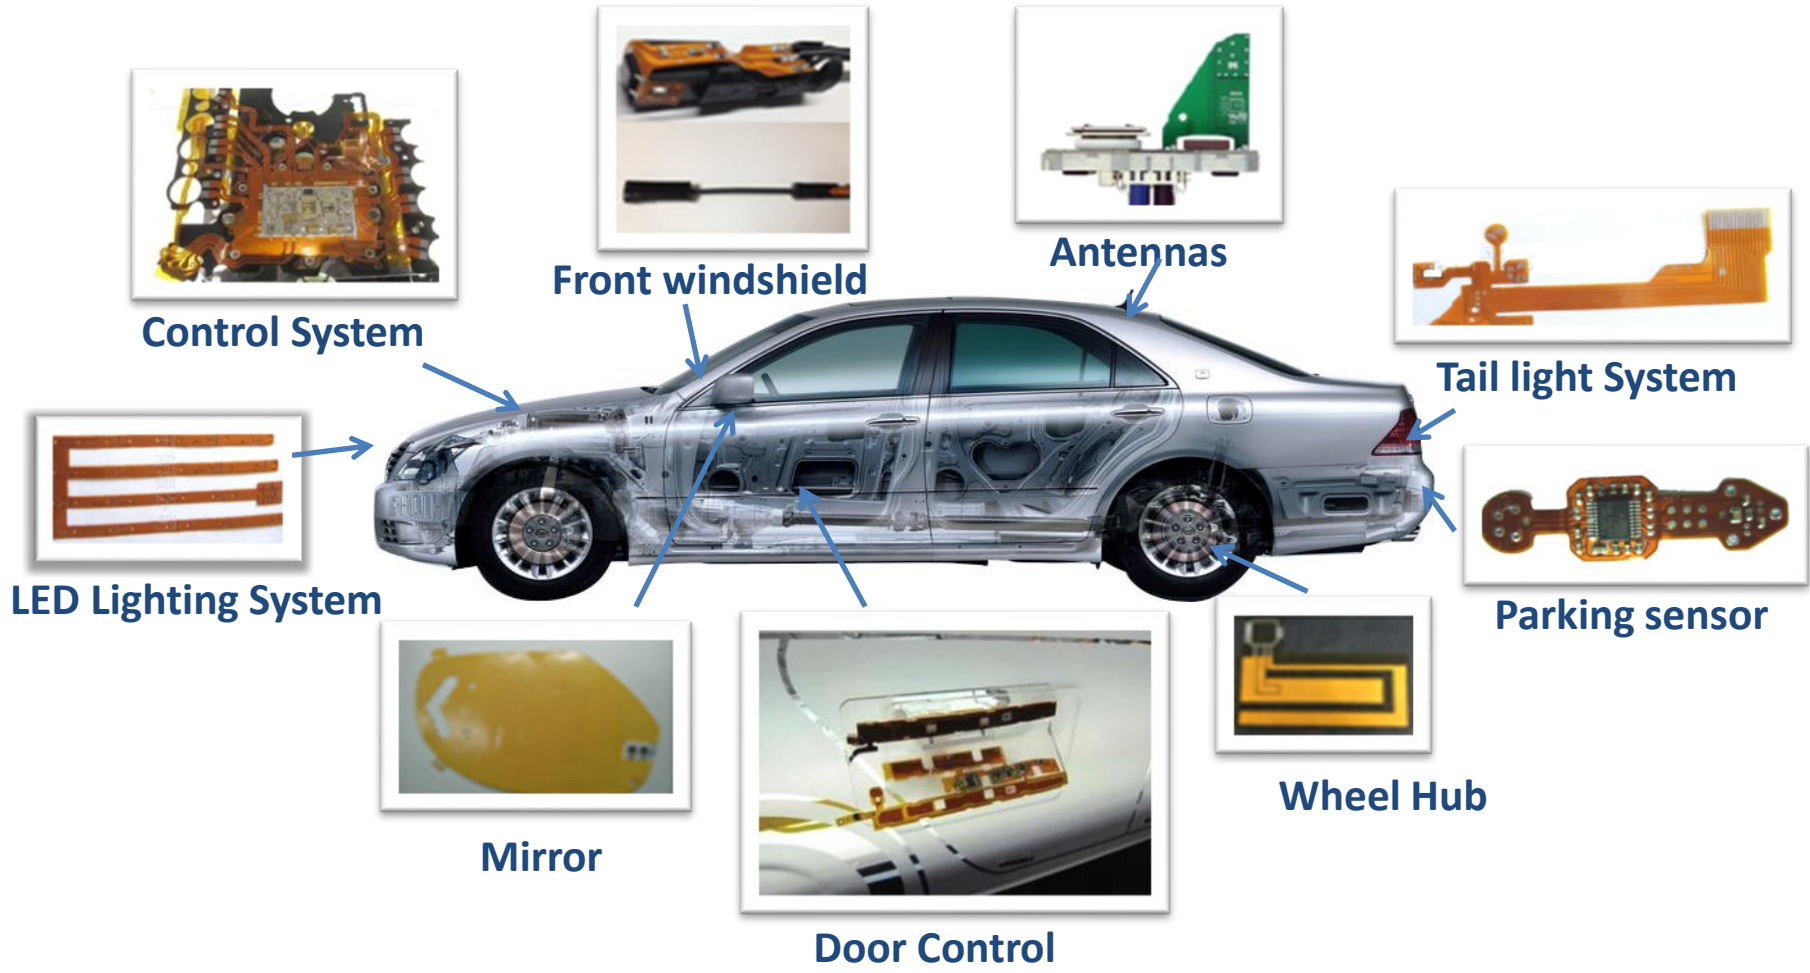 Control System
Front windshield
Antennas
Tail light System
LED Lighting System
Parking sensor
Mirror
Door Control
Wheel Hub